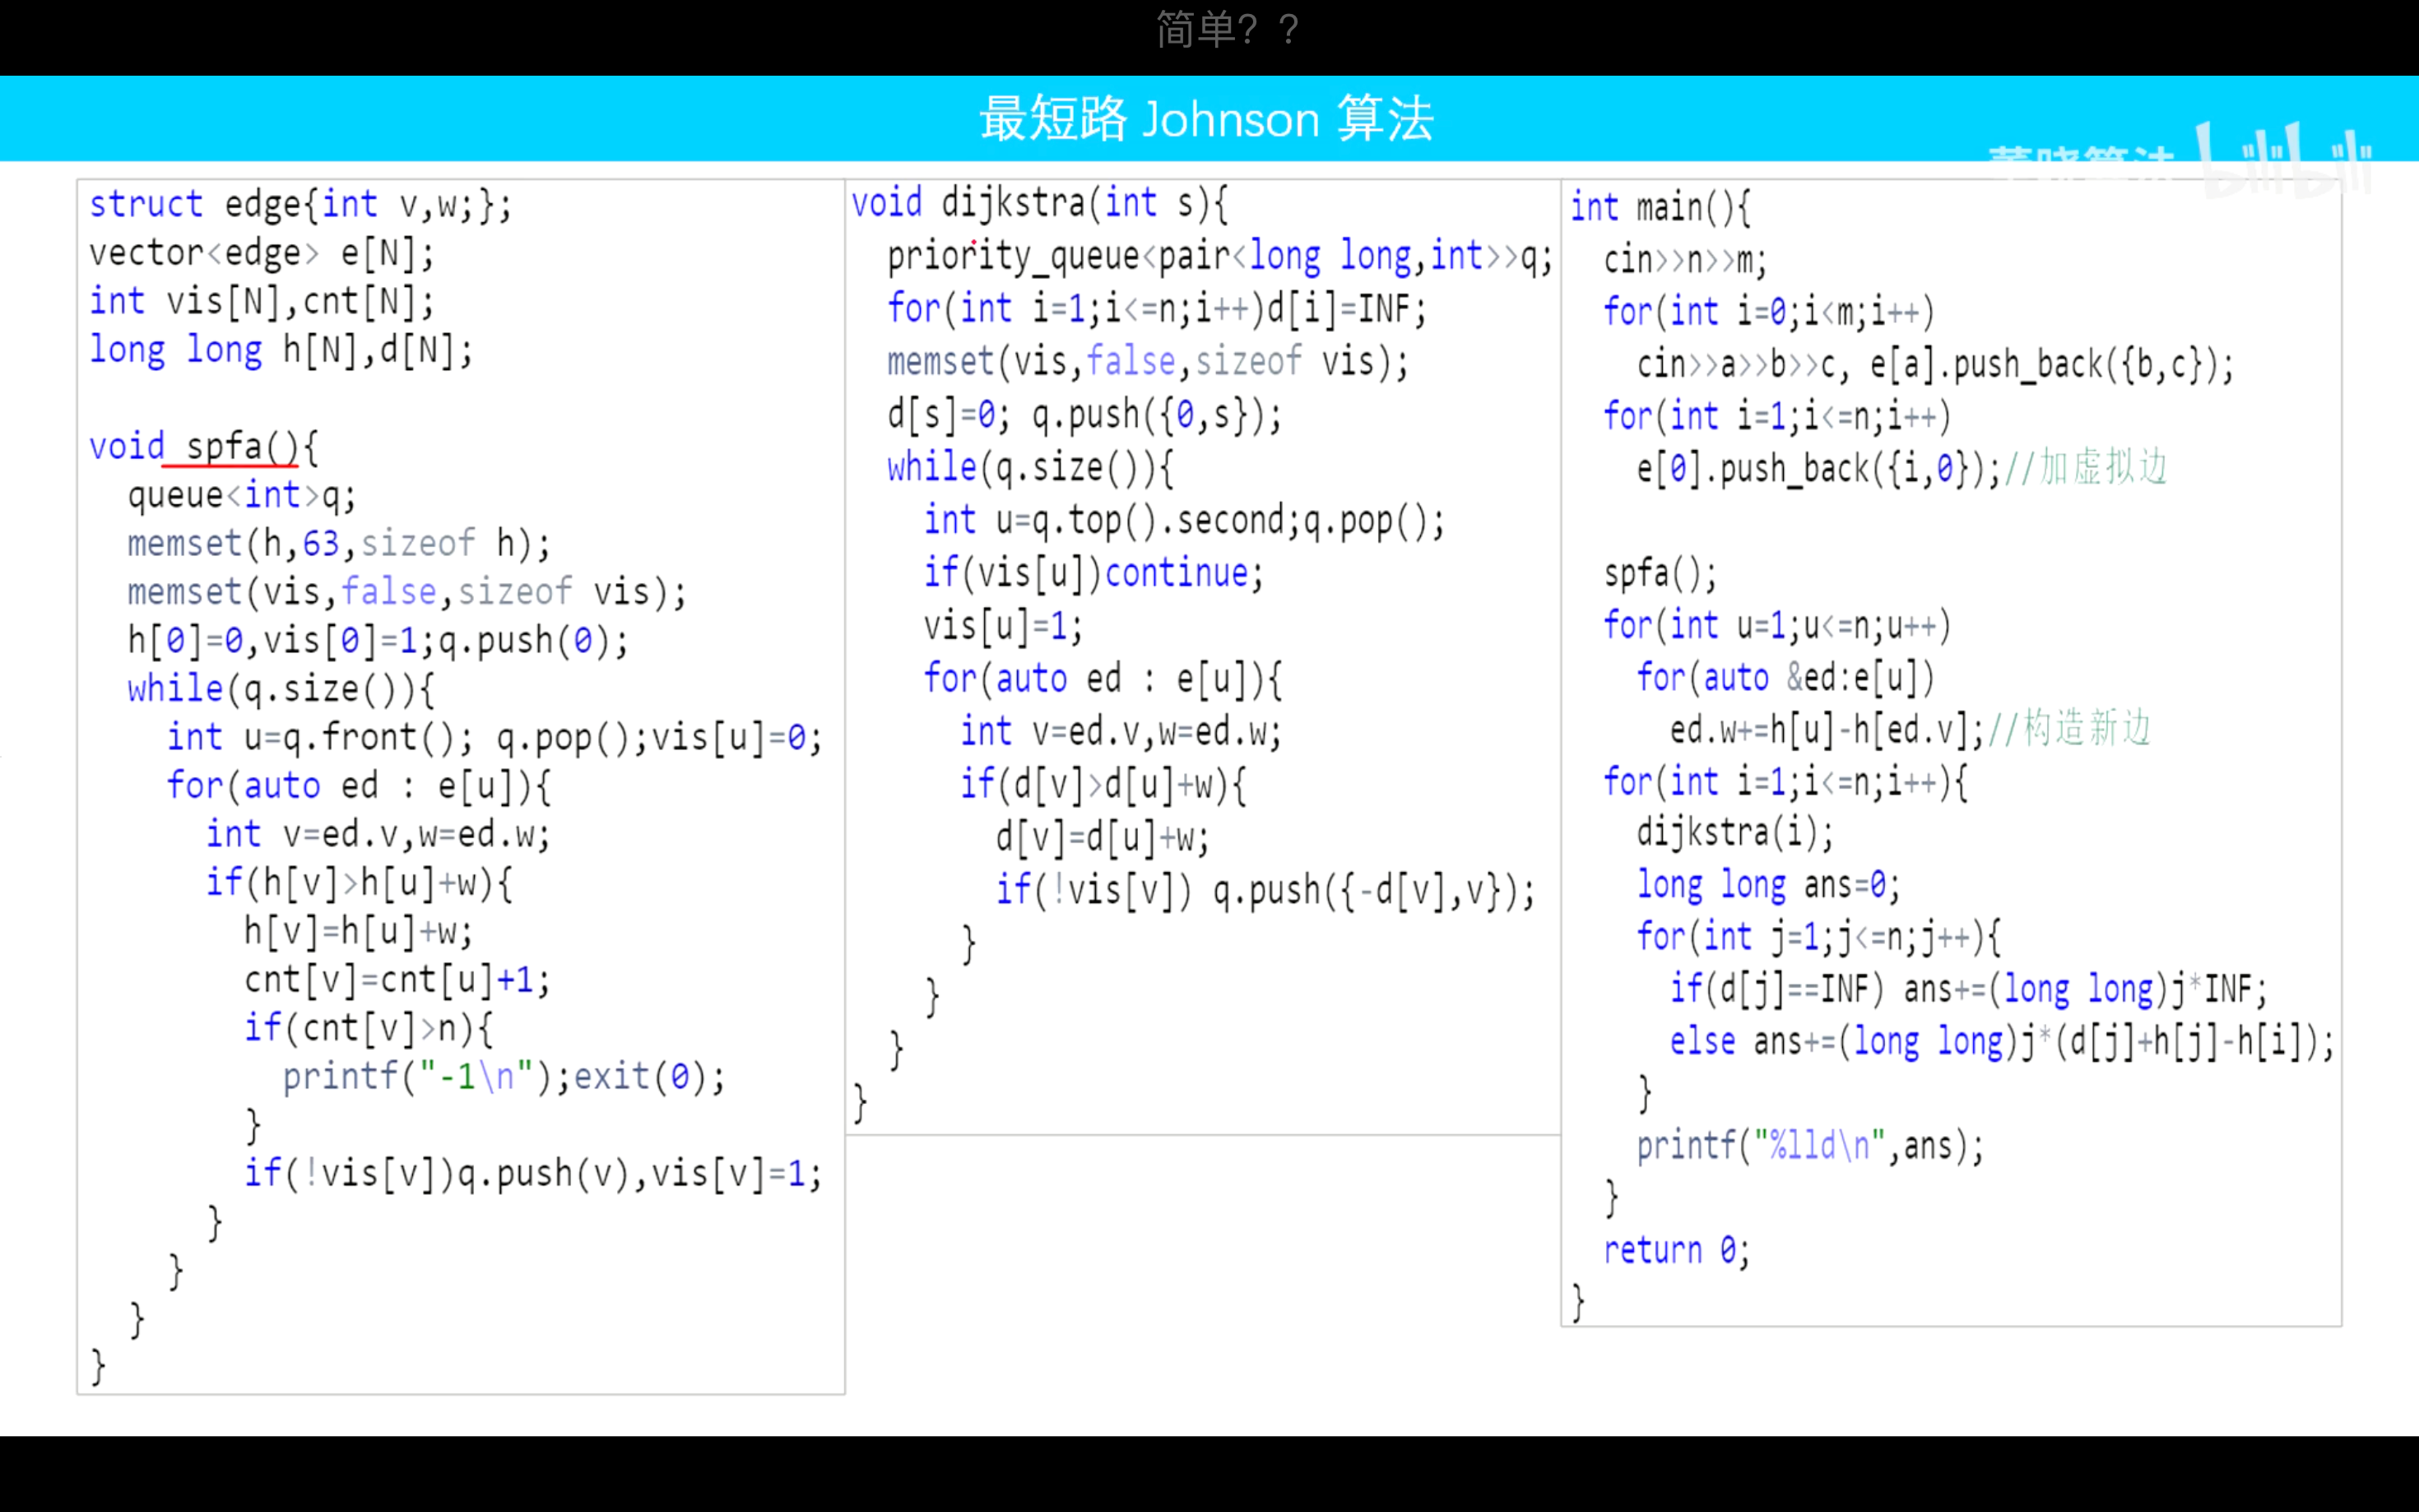 简单？？
最短路 Johnson 算法
董晓算法 bilibili
struct edge{int v,w;};
vector<edge> e[N];
int vis[N],cnt[N];
long long h[N],d[N];
void spfa(){
queue<int>q;
memset(h,63,sizeof h);
memset(vis,false,sizeof vis);
h[0]=0,vis[0]=1;q.push(0);
while(q.size()){
int u=q.front(); q.pop();vis[u]=0;
for(auto ed : e[u]){
int v=ed.v,w=ed.w;
if(h[v]>h[u]+w){
h[v]=h[u]+w;
cnt[v]=cnt[u]+1;
if(cnt[v]>n){
printf("-1\n");exit(0);
}
if(!vis[v])q.push(v),vis[v]=1;
}
}
}
}
void dijkstra(int s){
priority_queue<pair<long long,int>>q;
for(int i=1;i<=n;i++)d[i]=INF;
memset(vis,false,sizeof vis);
d[s]=0; q.push({0,s});
while(q.size()){
int u=q.top().second;q.pop();
if(vis[u])continue;
vis[u]=1;
for(auto ed : e[u]){
int v=ed.v,w=ed.w;
if(d[v]>d[u]+w){
d[v]=d[u]+w;
if(!vis[v]) q.push({-d[v],v});
}
}
}
}
int main(){
cin>>n>>m;
for(int i=0;i<m;i++)
cin>>a>>b>>c, e[a].push_back({b,c});
for(int i=1;i<=n;i++)
e[0].push_back({i,0});//加虚拟边
spfa();
for(int u=1;u<=n;u++)
for(auto &ed:e[u])
ed.w+=h[u]-h[ed.v];//构造新边
for(int i=1;i<=n;i++){
dijkstra(i);
long long ans=0;
for(int j=1;j<=n;j++){
if(d[j]==INF) ans+=(long long)j*INF;
else ans+=(long long)j*(d[j]+h[j]-h[i]);
}
printf("%lld\n",ans);
}
return 0;
}